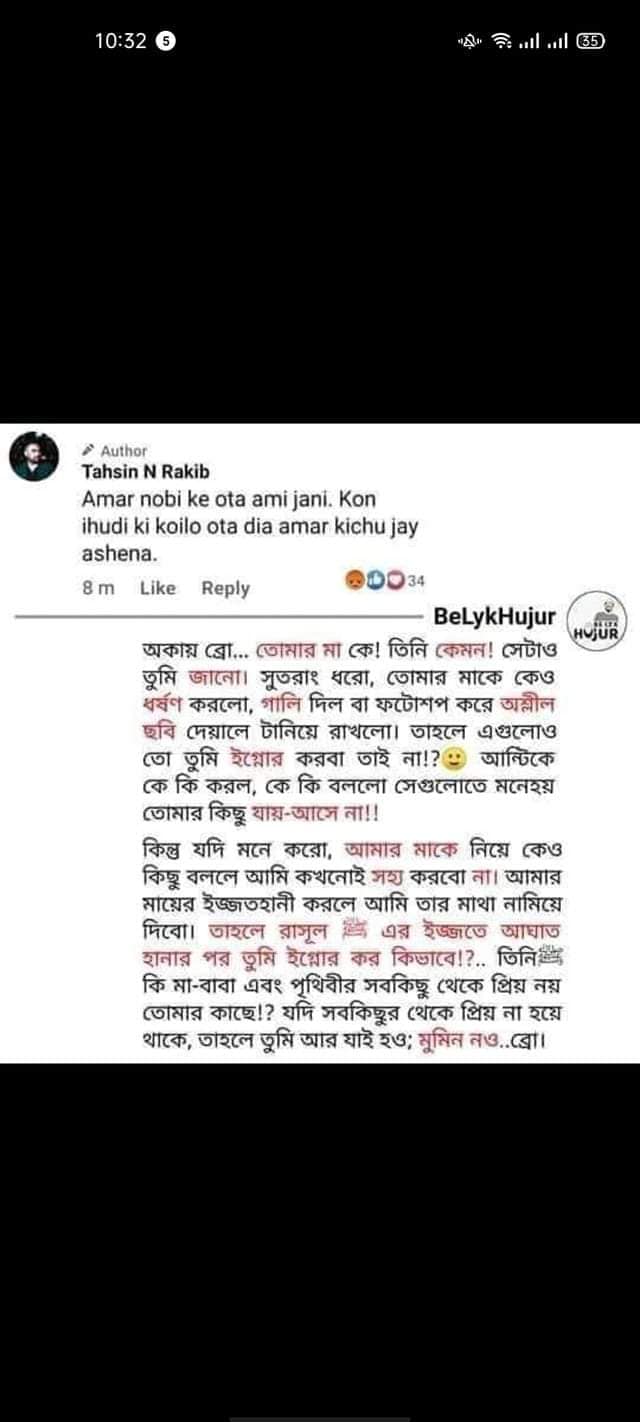 10:32 5
35
Author
Tahsin N Rakib
Amar nobi ke ota ami jani. Kon
ihudi ki koilo ota dia amar kichu jay
ashena.
8 m Like Reply 34
BeLykHujur
HUJUR
অকায় ব্রো... তোমার মা কে! তিনি কেমন! সেটাও
তুমি জানো। সুতরাং ধরো, তোমার মাকে কেও
ধর্ষণ করলো, গালি দিল বা ফটোশপ করে অশ্লীল
ছবি দেয়ালে টানিয়ে রাখলো। তাহলে এগুলোও
তো তুমি ইগ্নোর করবা তাই না!?🙂 আন্টিকে
কে কি করল, কে কি বললো সেগুলোতে মনেহয়
তোমার কিছু যায়-আসে না!!
কিন্তু যদি মনে করো, আমার মাকে নিয়ে কেও
কিছু বললে আমি কখনোই সহ্য করবো না। আমার
মায়ের ইজ্জতহানী করলে আমি তার মাথা নামিয়ে
দিবো। তাহলে রাসূল ﷺ এর ইজ্জতে আঘাত
হানার পর তুমি ইগ্নোর কর কিভাবে!?.. তিনিﷺ
কি মা-বাবা এবং পৃথিবীর সবকিছু থেকে প্রিয় নয়
তোমার কাছে!? যদি সবকিছুর থেকে প্রিয় না হয়ে
থাকে, তাহলে তুমি আর যাই হও; মুমিন নও..ব্রো।